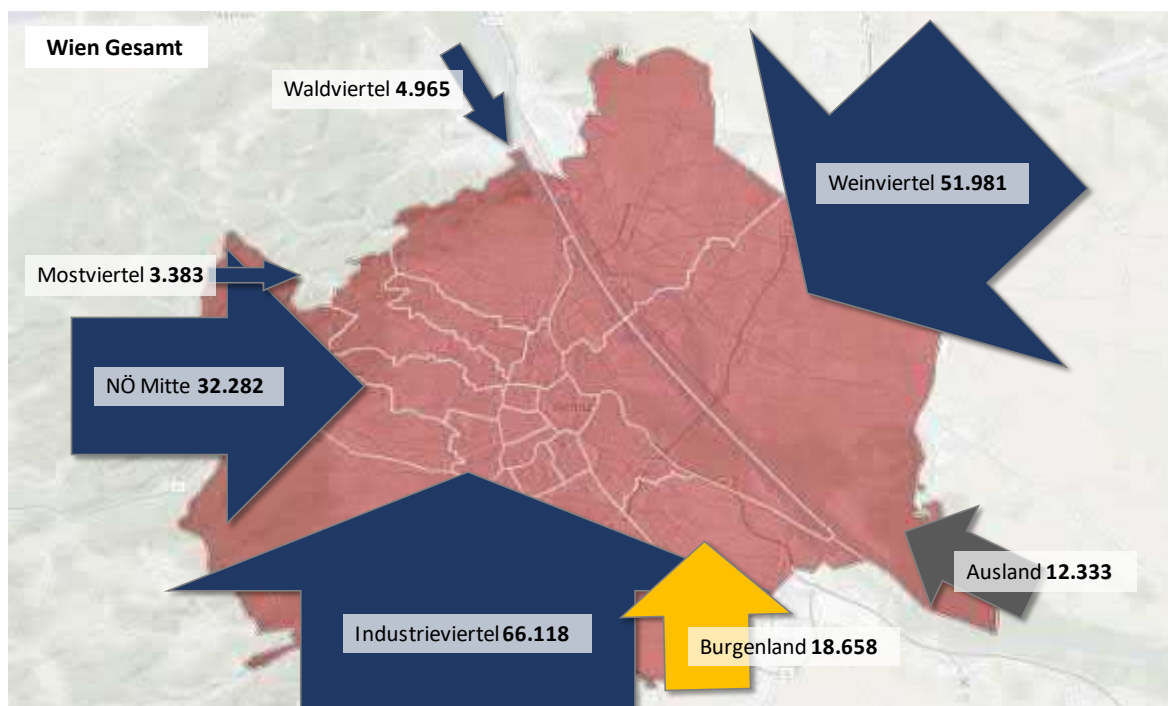 Wien Gesamt
Waldviertel 4.965
Weinviertel 51.981
Mostviertel 3.383
NÖ Mitte 32.282
Ausland 12.333
Industrieviertel 66.118
Burgenland 18.658